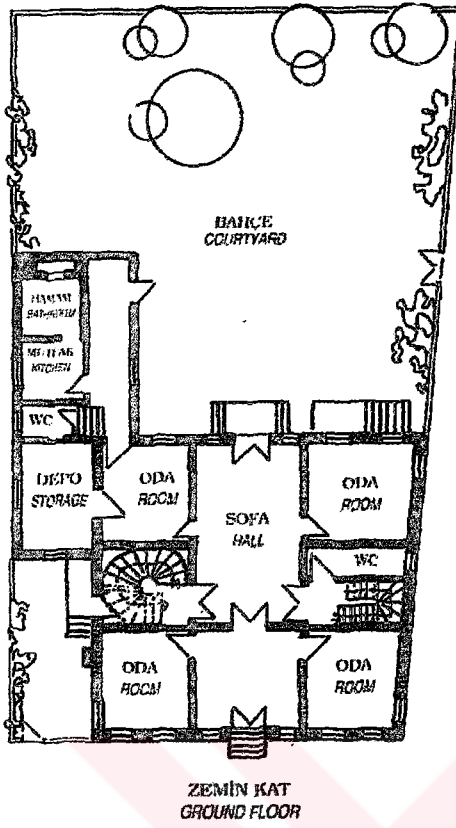 BAHÇE
COURTYARD
HAMAM
BATHROOM
MUTFAK
KITCHEN
WC
DEPO
STORAGE
ODA
ROOM
SOFA
HALL
ODA
ROOM
WC
ODA
ROOM
ODA
ROOM
ZEMİN KAT
GROUND FLOOR